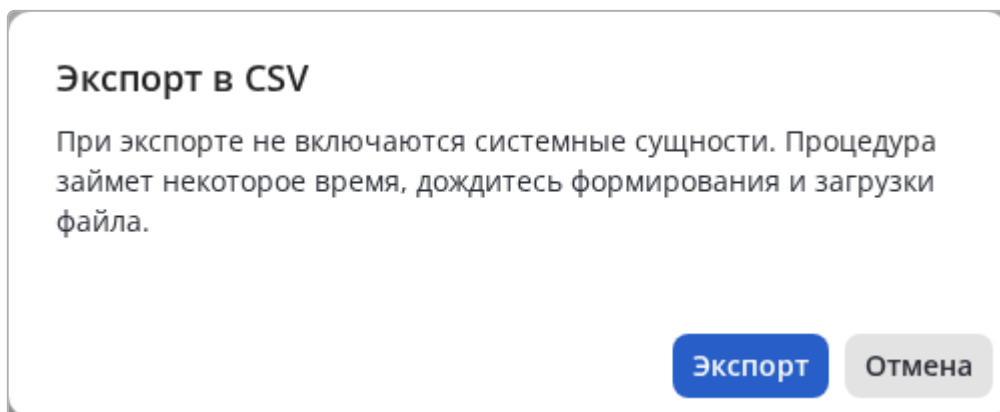 Экспорт в CSV
При экспорте не включаются системные сущности. Процедура
займет некоторое время, дождитесь формирования и загрузки
файла.
Экспорт Отмена